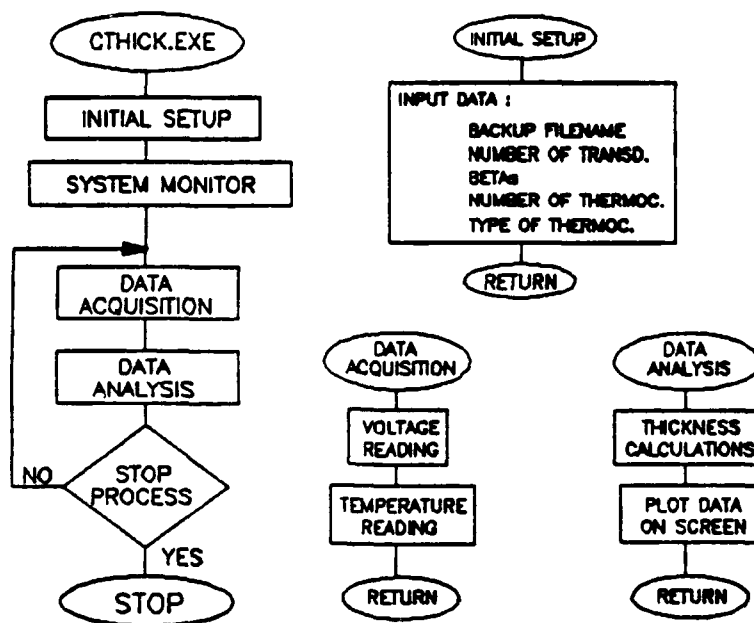 CTHICK.EXE
INITIAL SETUP
SYSTEM MONITOR
DATA
ACQUISITION
DATA
ANALYSIS
NO
STOP
PROCESS
YES
STOP
INITIAL SETUP
INPUT DATA :
BACKUP FILENAME
NUMBER OF TRANSD.
BETAs
NUMBER OF THERMOC.
TYPE OF THERMOC.
RETURN
DATA
ACQUISITION
VOLTAGE
READING
TEMPERATURE
READING
RETURN
DATA
ANALYSIS
THICKNESS
CALCULATIONS
PLOT DATA
ON SCREEN
RETURN